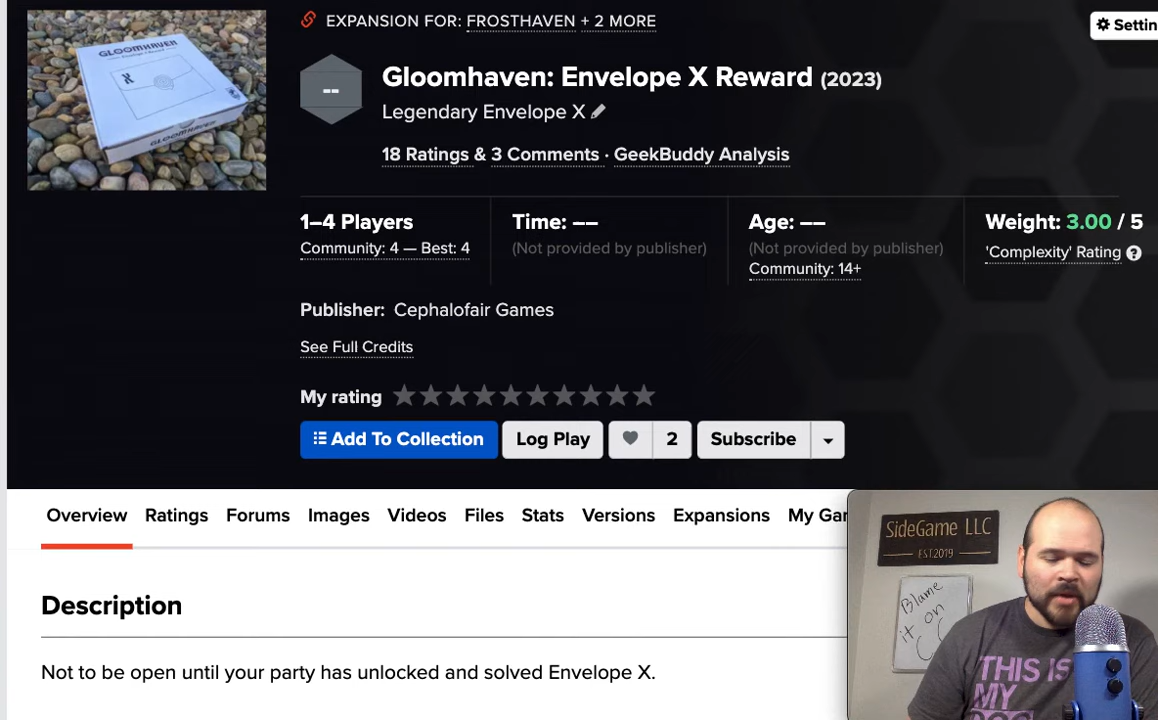 EXPANSION FOR: FROSTHAVEN + 2 MORE
Settin
GLOOMHAVEN
X
GLOOMHAVEN
--
Gloomhaven: Envelope X Reward (2023)
Legendary Envelope X
18 Ratings & 3 Comments · GeekBuddy Analysis
1–4 Players
Community: 4 — Best: 4
Time: ––
(Not provided by publisher)
Age: ––
(Not provided by publisher)
Community: 14+
Weight: 3.00 / 5
'Complexity' Rating ?
Publisher: Cephalofair Games
See Full Credits
My rating
Add To Collection
Log Play
2
Subscribe
Overview
Ratings
Forums
Images
Videos
Files
Stats
Versions
Expansions
My Gam
Description
Not to be open until your party has unlocked and solved Envelope X.
SideGame LLC
EST.2019
Blame
it on
THIS IS
MY